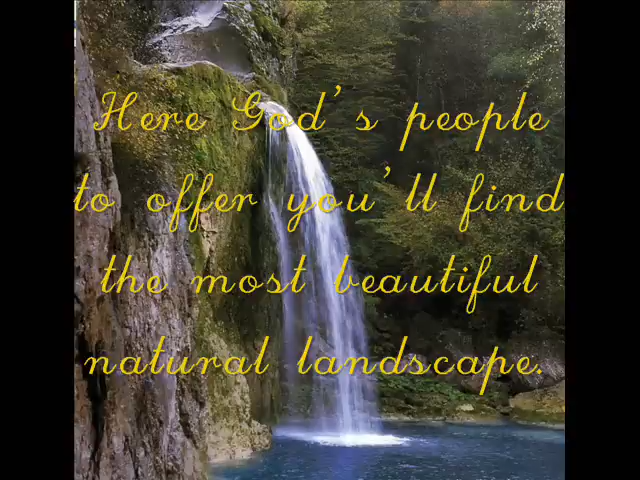 Here God's people
to offer you'll find
the most beautiful
natural landscape.